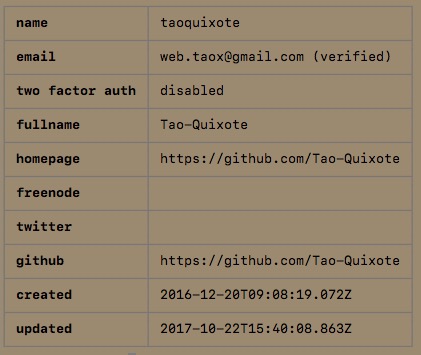 name taoquixote
email web.taox@gmail.com (verified)
two factor auth disabled
fullname Tao-Quixote
homepage https://github.com/Tao-Quixote
freenode
twitter
github https://github.com/Tao-Quixote
created 2016-12-20T09:08:19.072Z
updated 2017-10-22T15:40:08.863Z